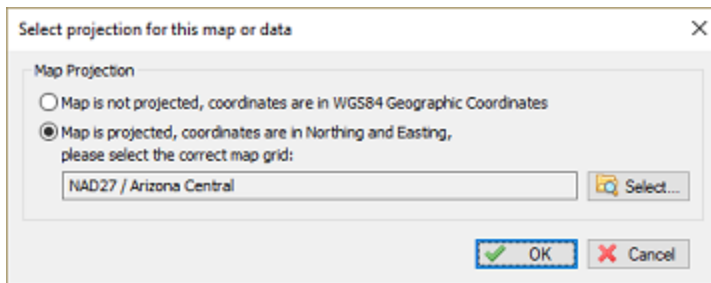 Select projection for this map or data
Map Projection
Map is not projected, coordinates are in WGS84 Geographic Coordinates
Map is projected, coordinates are in Northing and Easting,
please select the correct map grid:
NAD27 / Arizona Central
Select...
OK
Cancel